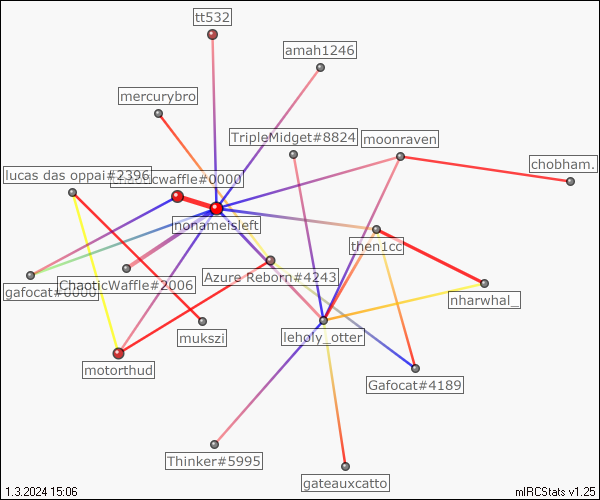 tt532
amah1246
mercurybro
TripleMidget#8824
moonraven
chobham.
lucas das oppai#2396
chaoticwaffle#0000
nonameisleft
then1cc
Azure Reborn#4243
ChaoticWaffle#2006
gafocat#0000
nharwhal_
mukszi
leholy_otter
motorthud
Gafocat#4189
Thinker#5995
gateauxcatto
1.3.2024 15:06
mIRCStats v1.25